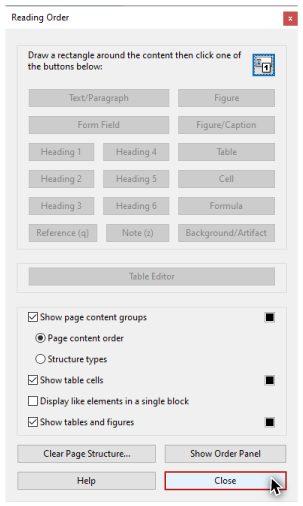 Reading Order
x
Draw a rectangle around the content then click one of
the buttons below:
1
Text/Paragraph Figure
Form Field Figure/Caption
Heading 1 Heading 4 Table
Heading 2 Heading 5 Cell
Heading 3 Heading 6 Formula
Reference (q) Note (z) Background/Artifact
Table Editor
Show page content groups
Page content order
Structure types
Show table cells
Display like elements in a single block
Show tables and figures
Clear Page Structure... Show Order Panel
Help Close